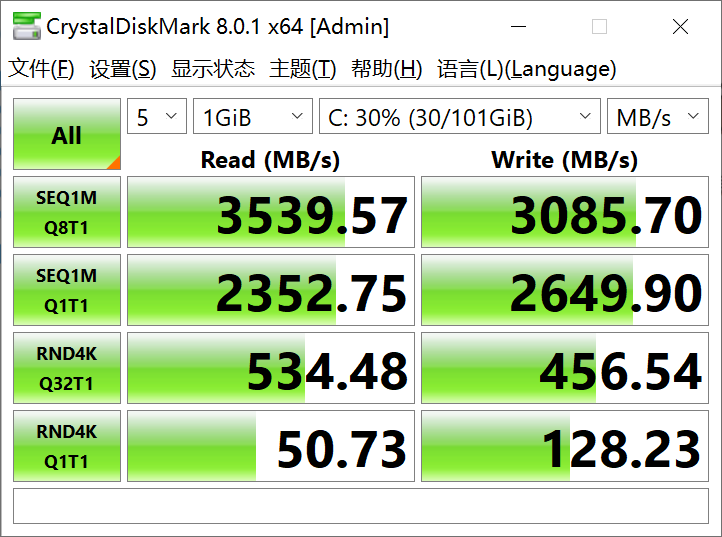 CrystalDiskMark 8.0.1 x64 [Admin]
文件(F) 设置(S) 显示状态 主题(T) 帮助(H) 语言(L)(Language)
All 5 1GiB C: 30% (30/101GiB) MB/s
Read (MB/s) Write (MB/s)
SEQ1M
Q8T1
3539.57 3085.70
SEQ1M
Q1T1
2352.75 2649.90
RND4K
Q32T1
534.48 456.54
RND4K
Q1T1
50.73 128.23